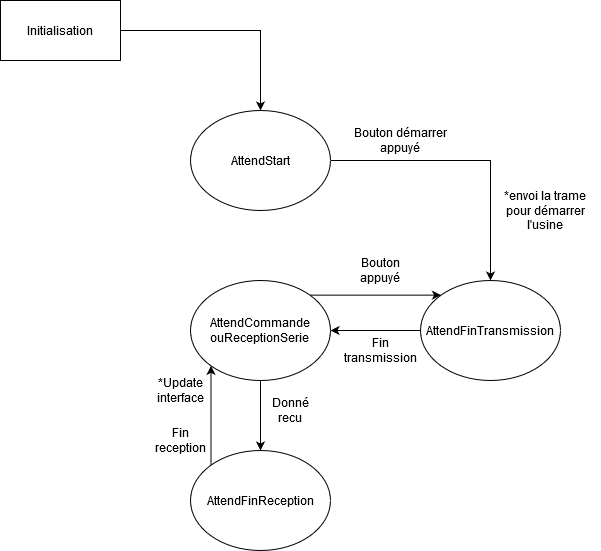 Initialisation
Bouton démarrer
appuyé
AttendStart
*envoi la trame
pour démarrer
l'usine
Bouton
appuyé
AttendCommande
ouReceptionSerie
AttendFinTransmission
Fin
transmission
*Update
interface
Donné
recu
Fin
reception
AttendFinReception